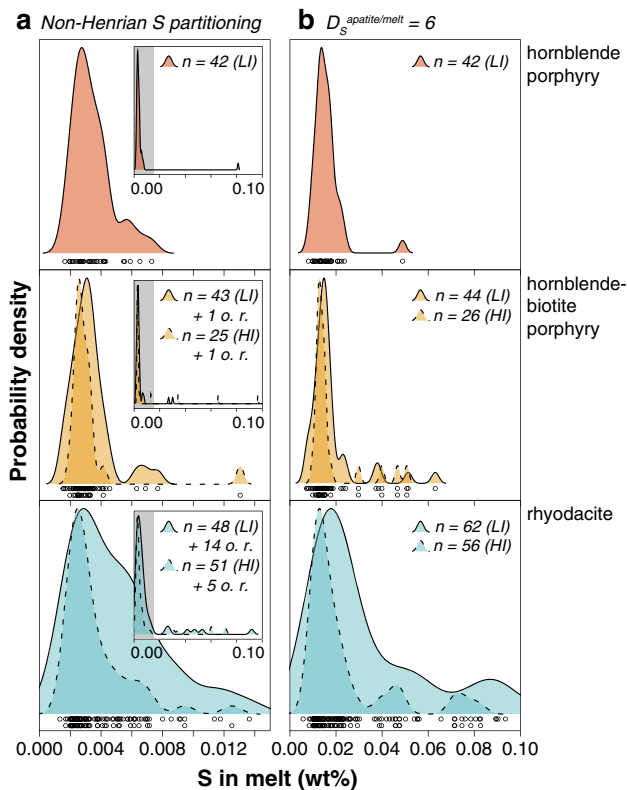 a Non-Henrian S partitioning
b D_S^apatite/melt = 6
n = 42 (LI)
0.00 0.10
n = 42 (LI)
hornblende
porphyry
n = 43 (LI)
+ 1 o. r.
n = 25 (HI)
+ 1 o. r.
0.00 0.10
n = 44 (LI)
n = 26 (HI)
hornblende-
biotite
porphyry
n = 48 (LI)
+ 14 o. r.
n = 51 (HI)
+ 5 o. r.
0.00 0.10
n = 62 (LI)
n = 56 (HI)
rhyodacite
Probability density
0.000 0.004 0.008 0.012
0.00 0.02 0.04 0.06 0.08 0.10
S in melt (wt%)